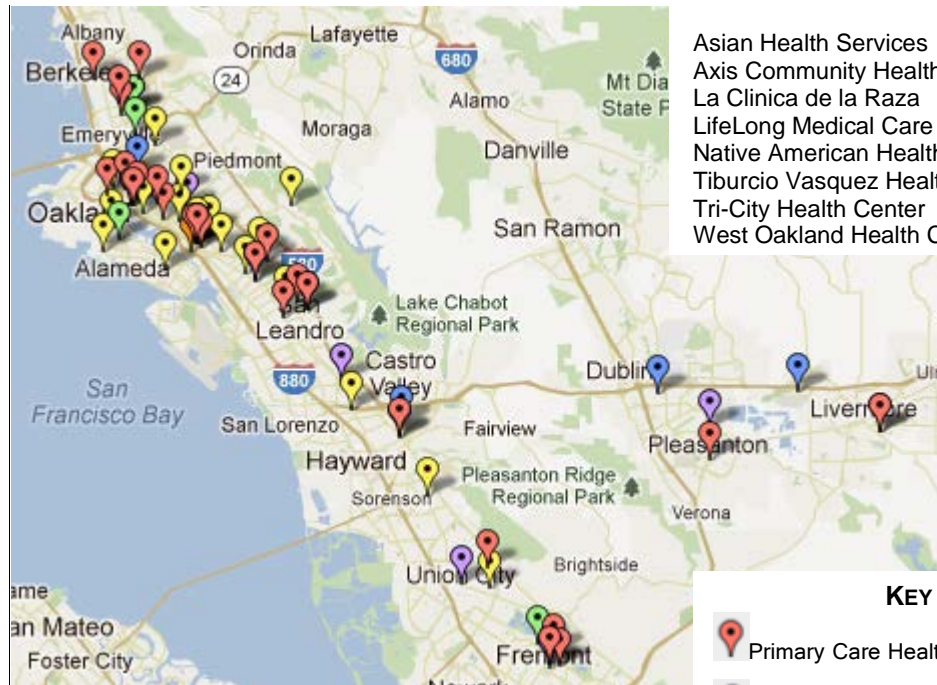 Albany
Orinda
Lafayette
680
Berkeley
24
Mt Dia
State P
Alamo
Emeryville
Moraga
Danville
Piedmont
Oakland
San Ramon
Alameda
580
San
Leandro
Lake Chabot
Regional Park
880
Castro
Valley
Dublin
San
Francisco Bay
San Lorenzo
Fairview
Livermore
Hayward
Pleasanton
Pleasanton Ridge
Regional Park
Sorenson
Verona
Union City
Brightside
ame
an Mateo
Foster City
Fremont
Newark
Asian Health Services
Axis Community Health
La Clinica de la Raza
LifeLong Medical Care
Native American Health
Tiburcio Vasquez Healt
Tri-City Health Center
West Oakland Health C
KEY
Primary Care Healt